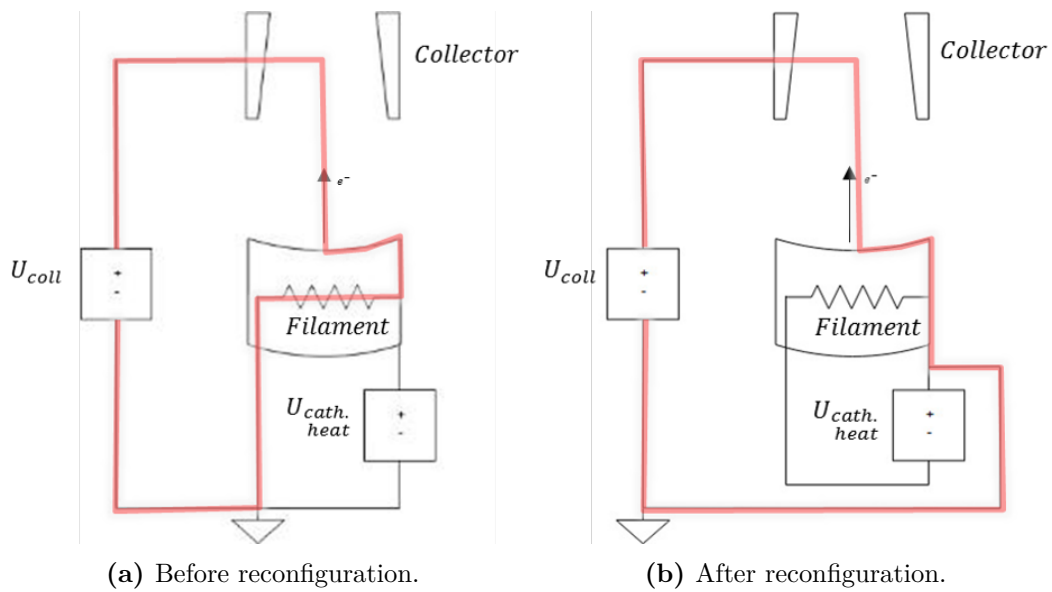 Collector
e-
U_coll
+
-
Filament
U_cath.
heat
+
-
(a) Before reconfiguration.
Collector
e-
U_coll
+
-
Filament
U_cath.
heat
+
-
(b) After reconfiguration.